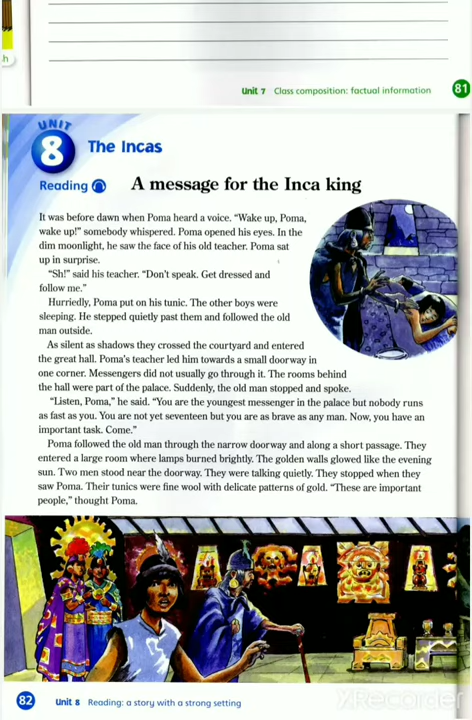 h
Unit 7 Class composition: factual information 81
UNIT
8 The Incas
Reading A message for the Inca king
It was before dawn when Poma heard a voice. “Wake up, Poma,
wake up!” somebody whispered. Poma opened his eyes. In the
dim moonlight, he saw the face of his old teacher. Poma sat
up in surprise.
“Sh!” said his teacher. “Don’t speak. Get dressed and
follow me.”
Hurriedly, Poma put on his tunic. The other boys were
sleeping. He stepped quietly past them and followed the old
man outside.
As silent as shadows they crossed the courtyard and entered
the great hall. Poma’s teacher led him towards a small doorway in
one corner. Messengers did not usually go through it. The rooms behind
the hall were part of the palace. Suddenly, the old man stopped and spoke.
“Listen, Poma,” he said. “You are the youngest messenger in the palace but nobody runs
as fast as you. You are not yet seventeen but you are as brave as any man. Now, you have an
important task. Come.”
Poma followed the old man through the narrow doorway and along a short passage. They
entered a large room where lamps burned brightly. The golden walls glowed like the evening
sun. Two men stood near the doorway. They were talking quietly. They stopped when they
saw Poma. Their tunics were fine wool with delicate patterns of gold. “These are important
people,” thought Poma.
82 Unit 8 Reading: a story with a strong setting
XRecorder